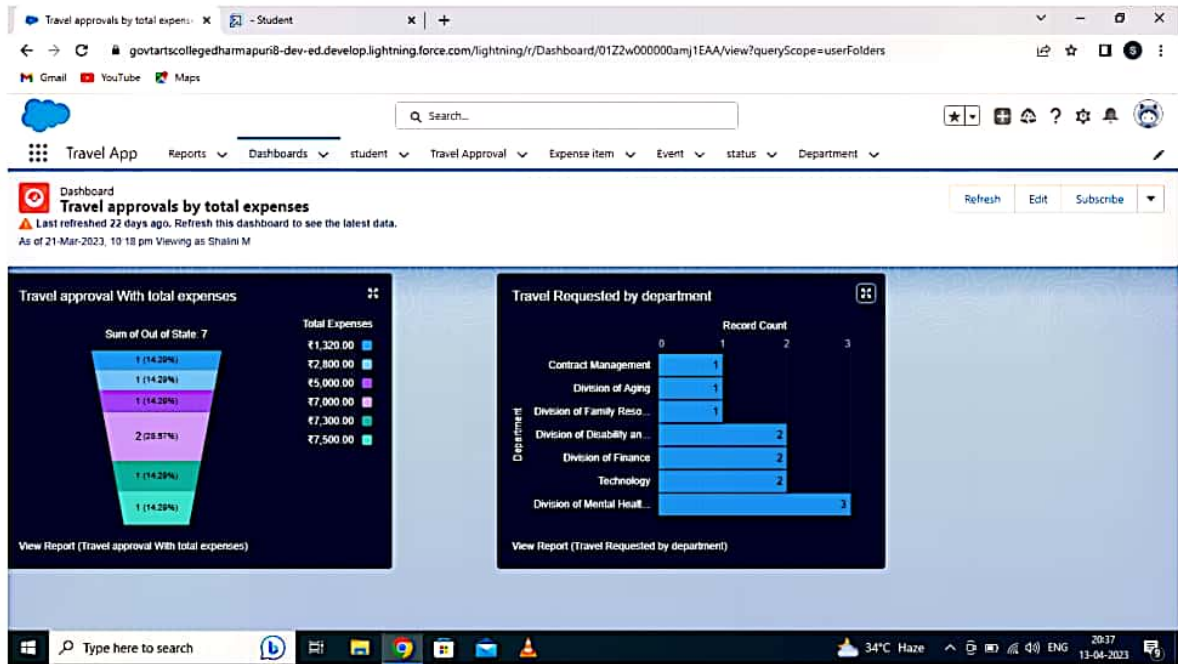 Travel approvals by total expens
- Student
govtartscollegedharmapuri8-dev-ed.develop.lightning.force.com/lightning/r/Dashboard/01Z2w000000amj1EAA/view?queryScope=userFolders
S
Gmail YouTube Maps
Search...
Travel App Reports Dashboards student Travel Approval Expense item Event status Department
Dashboard
Travel approvals by total expenses
Last refreshed 22 days ago. Refresh this dashboard to see the latest data.
As of 21-Mar-2023, 10:18 pm Viewing as Shalini M
Refresh Edit Subscribe
Travel approval With total expenses
Sum of Out of State: 7
1 (14.29%)
1 (14.29%)
1 (14.29%)
2 (28.57%)
1 (14.29%)
1 (14.29%)
Total Expenses
₹1,320.00
₹2,800.00
₹5,000.00
₹7,000.00
₹7,300.00
₹7,500.00
View Report (Travel approval With total expenses)
Travel Requested by department
Record Count
0 1 2 3
Department
Contract Management 1
Division of Aging 1
Division of Family Reso... 1
Division of Disability an... 2
Division of Finance 2
Technology 2
Division of Mental Healt... 3
View Report (Travel Requested by department)
Type here to search
34°C Haze
ENG
20:37
13-04-2023
9